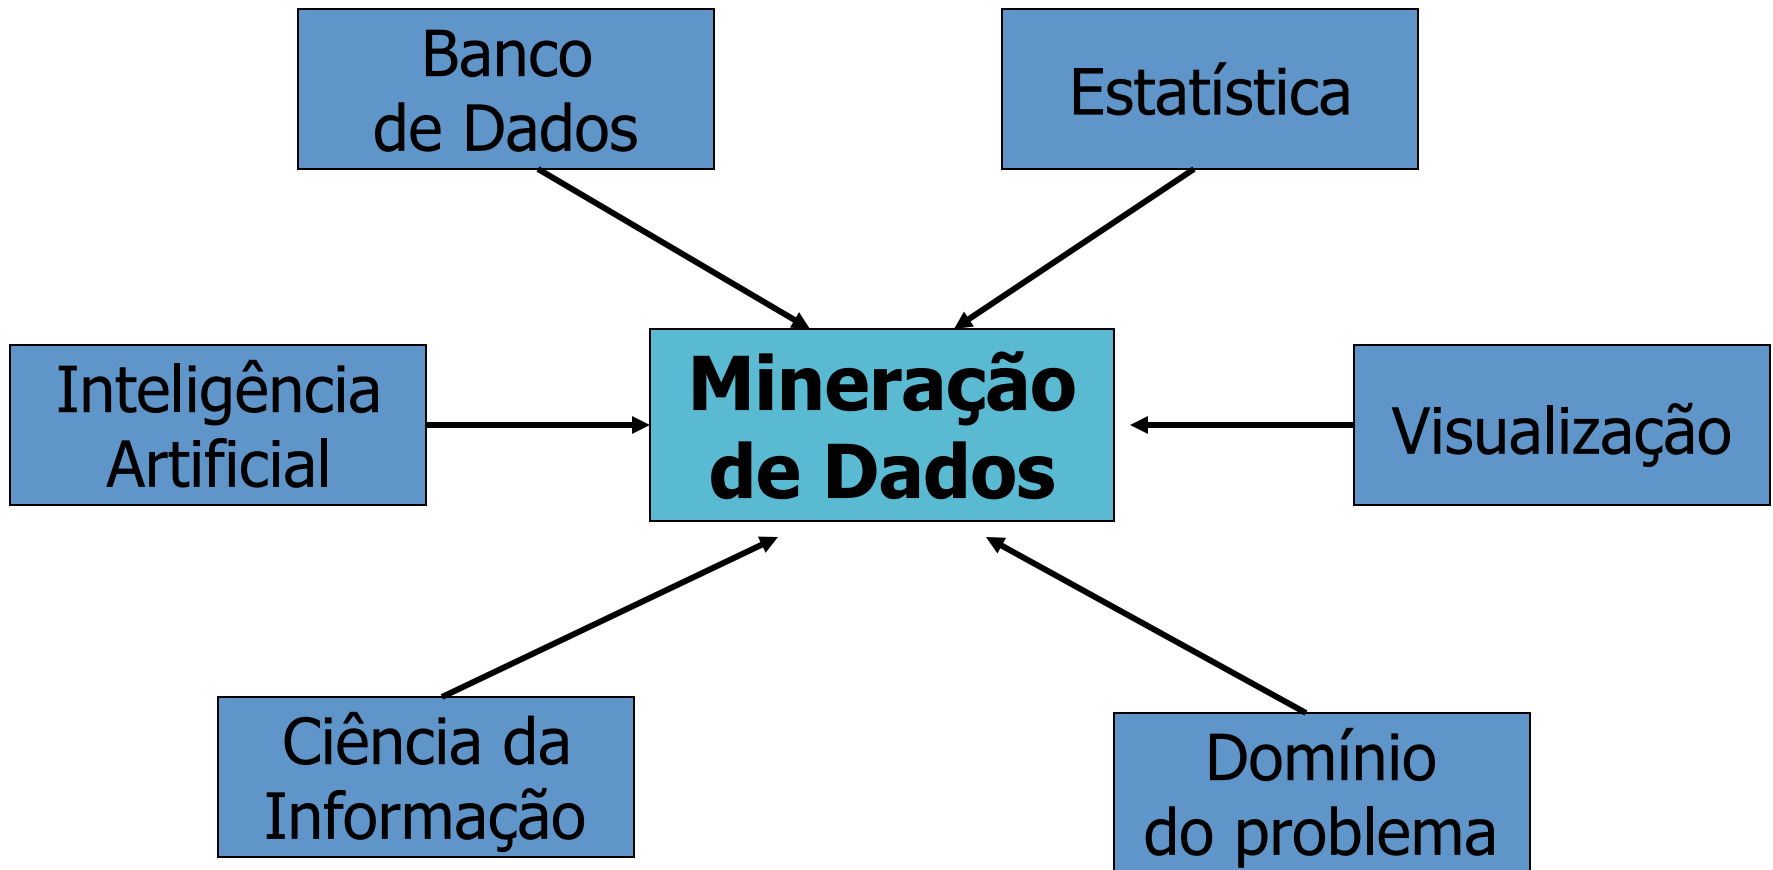 Banco
de Dados
Estatística
Inteligência
Artificial
Mineração
de Dados
Visualização
Ciência da
Informação
Domínio
do problema